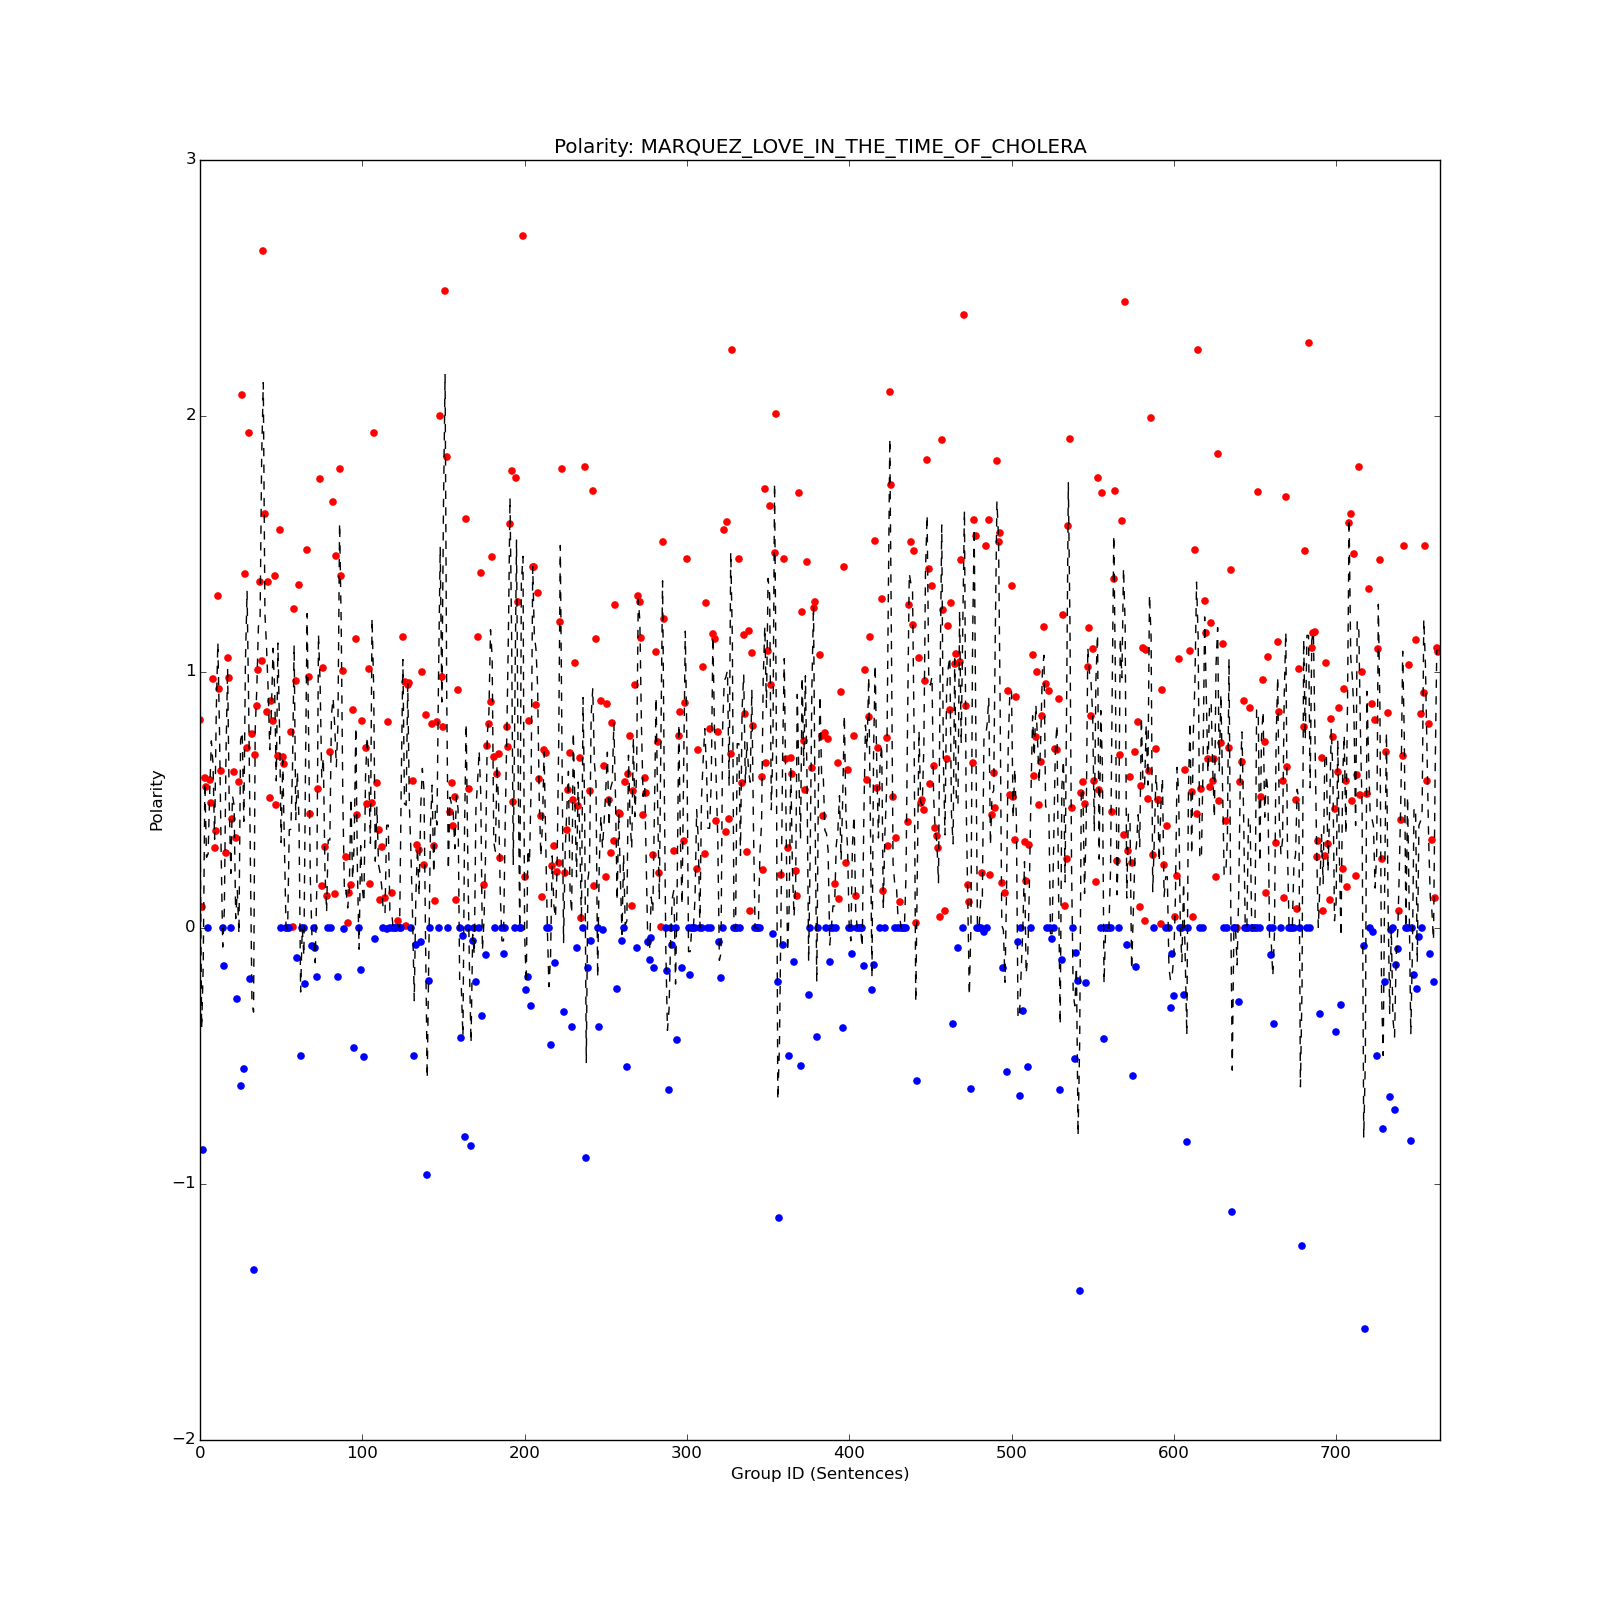 Polarity: MARQUEZ_LOVE_IN_THE_TIME_OF_CHOLERA
3
2
1
0
−1
−2
Polarity
0 100 200 300 400 500 600 700
Group ID (Sentences)